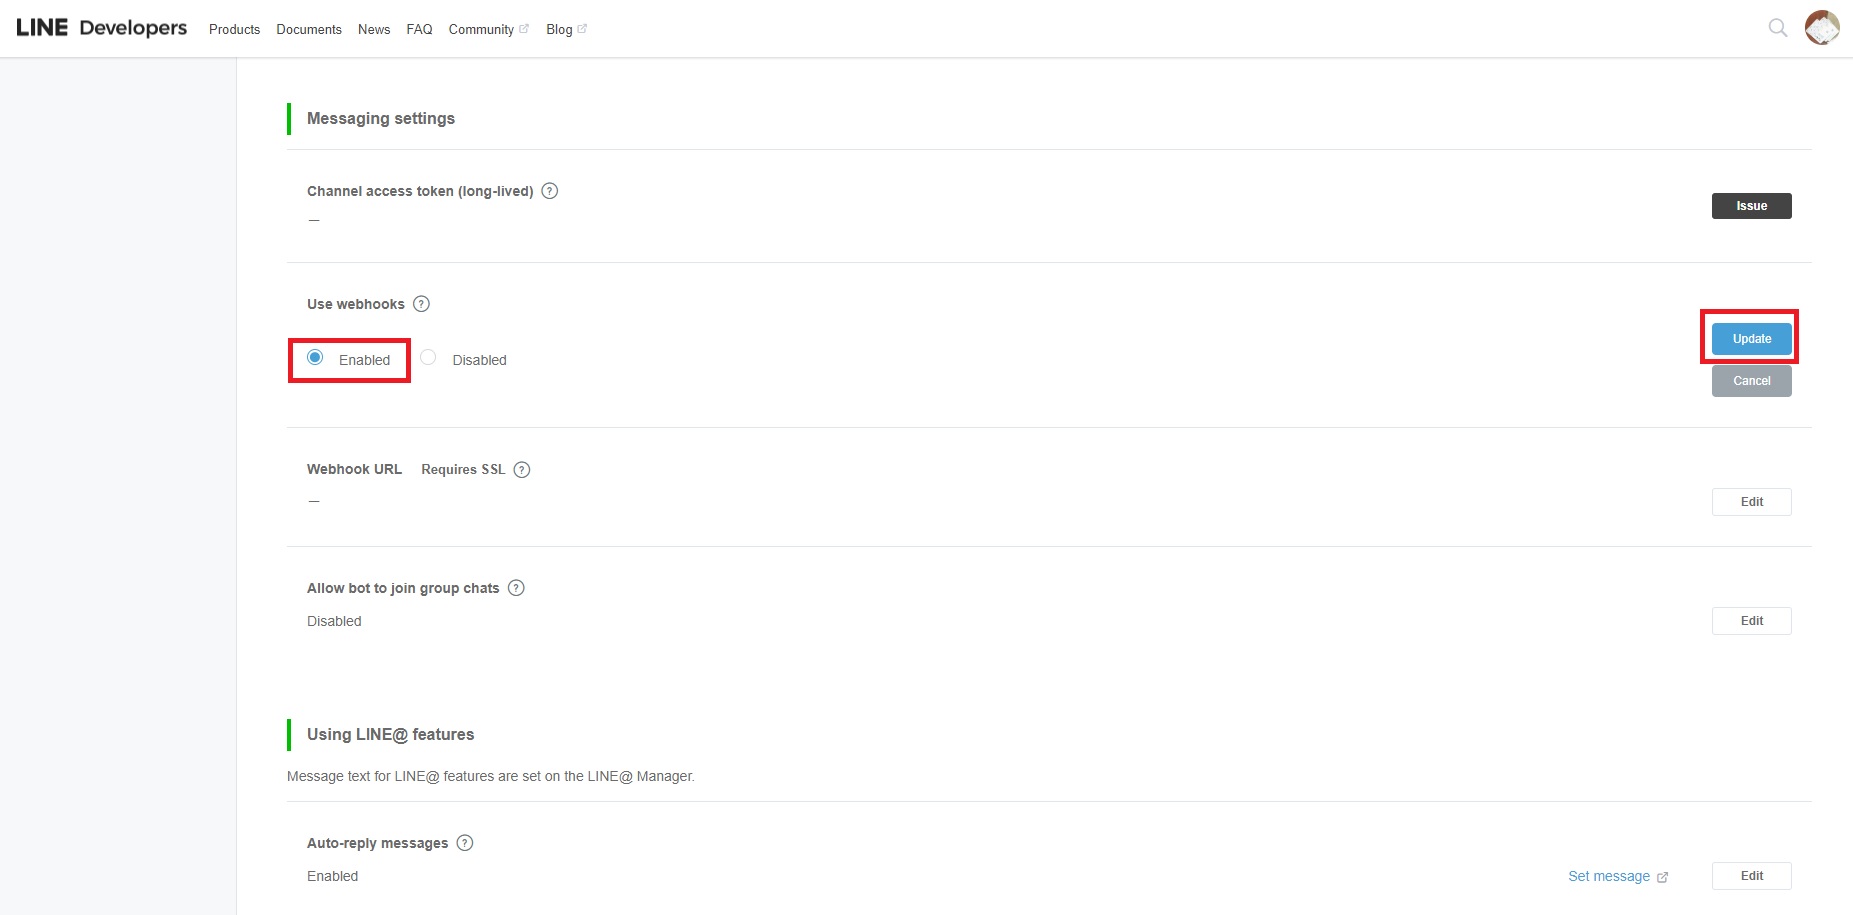 LINE Developers Products Documents News FAQ Community Blog
Messaging settings
Channel access token (long-lived) ?
—
Issue
Use webhooks ?
Enabled Disabled
Update
Cancel
Webhook URL Requires SSL ?
—
Edit
Allow bot to join group chats ?
Disabled
Edit
Using LINE@ features
Message text for LINE@ features are set on the LINE@ Manager.
Auto-reply messages ?
Enabled
Set message
Edit